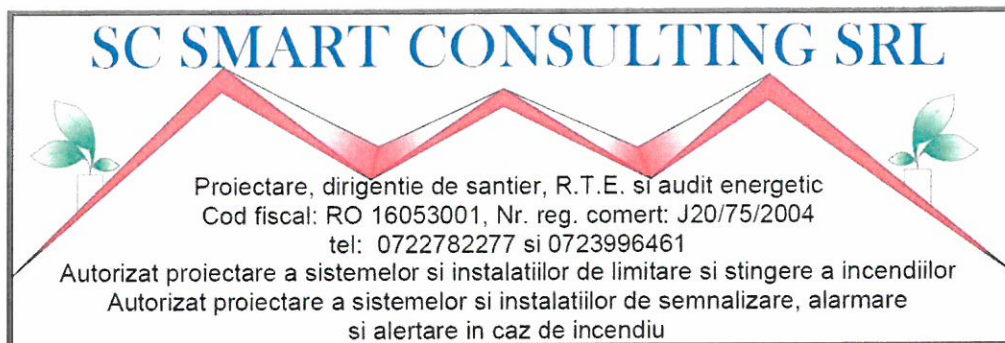 SC SMART CONSULTING SRL
Proiectare, dirigentie de santier, R.T.E. si audit energetic
Cod fiscal: RO 16053001, Nr. reg. comert: J20/75/2004
tel: 0722782277 si 0723996461
Autorizat proiectare a sistemelor si instalatiilor de limitare si stingere a incendiilor
Autorizat proiectare a sistemelor si instalatiilor de semnalizare, alarmare
si alertare in caz de incendiu